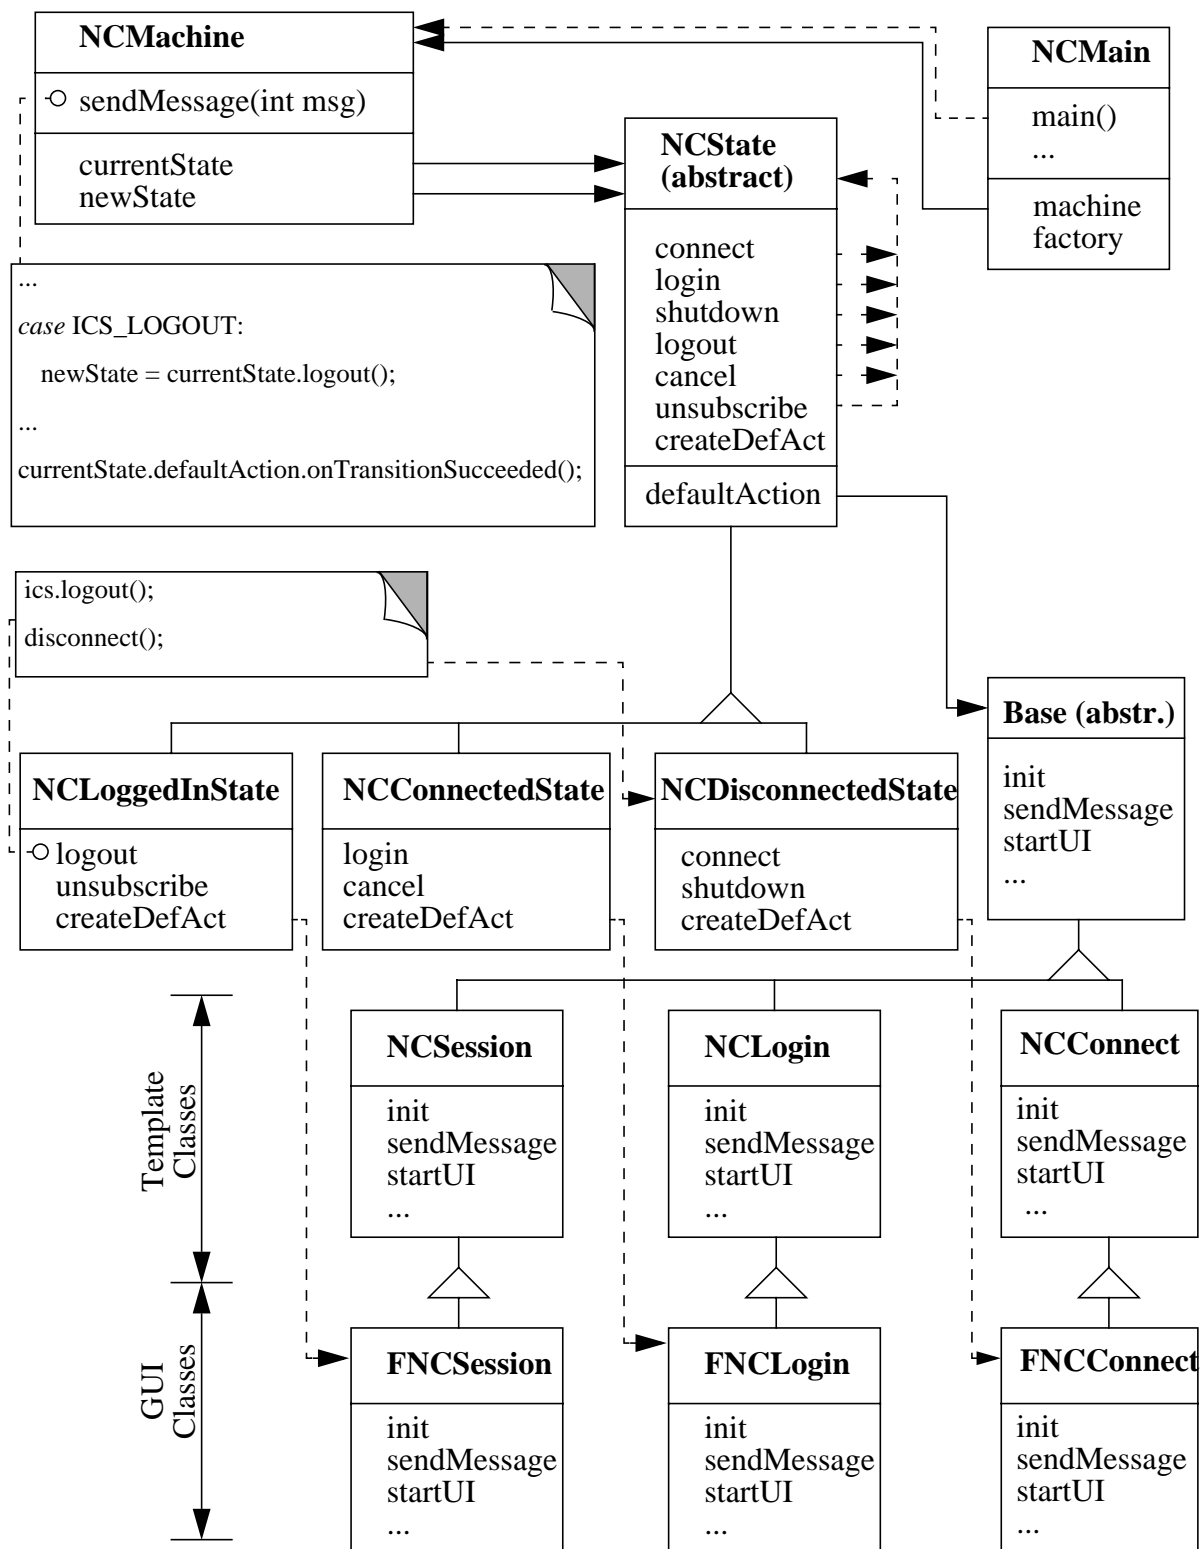 NCMachine
sendMessage(int msg)
currentState
newState
NCMain
main()
...
machine
factory
NCState
(abstract)
connect
login
shutdown
logout
cancel
unsubscribe
createDefAct
defaultAction
...
case ICS_LOGOUT:
newState = currentState.logout();
...
currentState.defaultAction.onTransitionSucceeded();
ics.logout();
disconnect();
Base (abstr.)
init
sendMessage
startUI
...
NCLoggedInState
logout
unsubscribe
createDefAct
NCConnectedState
login
cancel
createDefAct
NCDisconnectedState
connect
shutdown
createDefAct
Template
Classes
NCSession
init
sendMessage
startUI
...
NCLogin
init
sendMessage
startUI
...
NCConnect
init
sendMessage
startUI
...
GUI
Classes
FNCSession
init
sendMessage
startUI
...
FNCLogin
init
sendMessage
startUI
...
FNCConnect
init
sendMessage
startUI
...